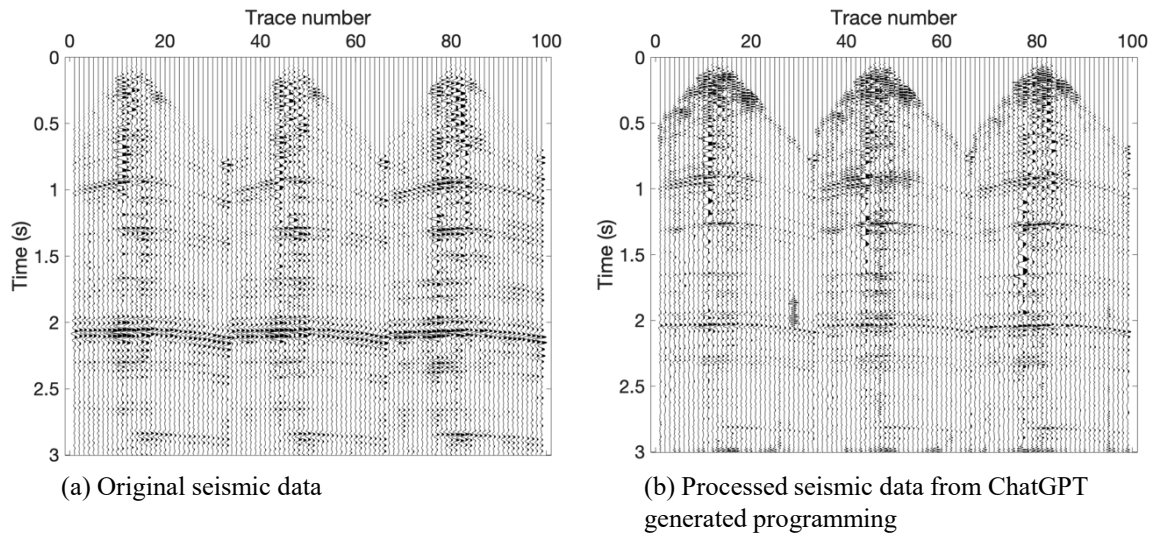 Trace number
0 20 40 60 80 100
0
0.5
1
1.5
2
2.5
3
Time (s)
(a) Original seismic data
Trace number
0 20 40 60 80 100
0
0.5
1
1.5
2
2.5
3
Time (s)
(b) Processed seismic data from ChatGPT
generated programming